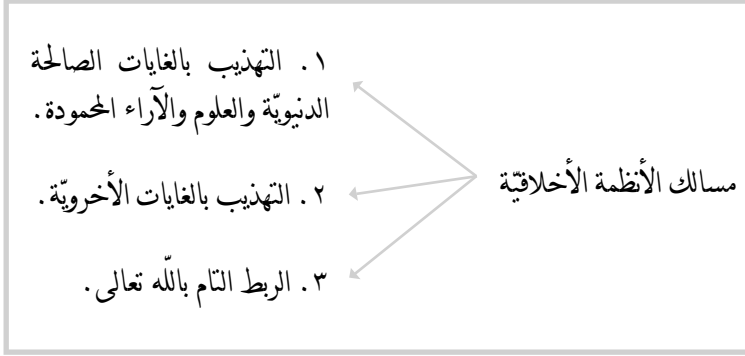 مسالك الأنظمة الأخلاقيّة
١. التهذيب بالغايات الصالحة
الدنيويّة والعلوم والآراء المحمودة.
٢. التهذيب بالغايات الأخرويّة.
٣. الربط التام باللّه تعالى.